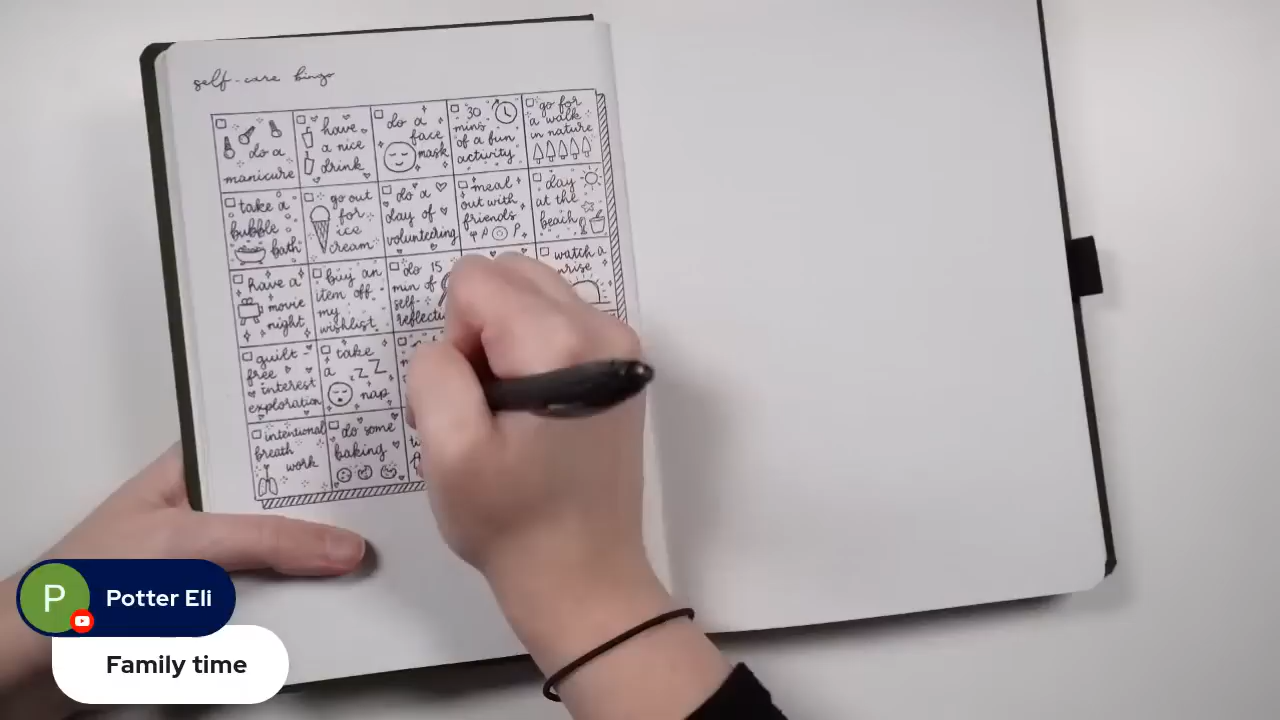 self-care bingo
do a
manicure
have
a nice
drink
do a
face
mask
30
mins
of a fun
activity
go for
a walk
in nature
take a
bubble
bath
go out
for
ice
cream
do a
day of
volunteering
meal
out with
friends
day
at the
beach
have a
movie
night
buy an
item off
my
wishlist
do 15
min of
self-
watch a
guilt-
free
interest
exploration
take
a
zZZ
nap
intentional
breath
work
do some
baking
P
Potter Eli
Family time